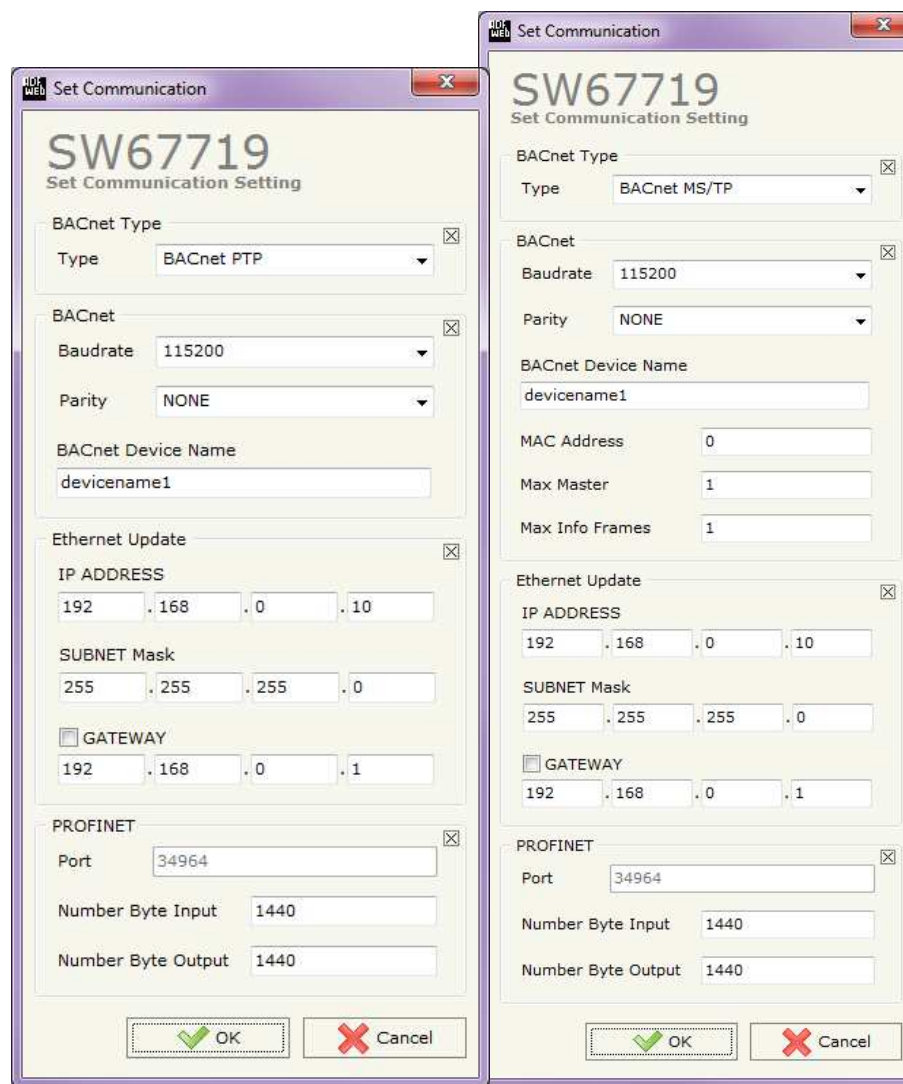 Set Communication
SW67719
Set Communication Setting
BACnet Type
Type BACnet PTP
BACnet
Baudrate 115200
Parity NONE
BACnet Device Name
devicename1
Ethernet Update
IP ADDRESS
192 . 168 . 0 . 10
SUBNET Mask
255 . 255 . 255 . 0
GATEWAY
192 . 168 . 0 . 1
PROFINET
Port 34964
Number Byte Input 1440
Number Byte Output 1440
OK Cancel
Set Communication
SW67719
Set Communication Setting
BACnet Type
Type BACnet MS/TP
BACnet
Baudrate 115200
Parity NONE
BACnet Device Name
devicename1
MAC Address 0
Max Master 1
Max Info Frames 1
Ethernet Update
IP ADDRESS
192 . 168 . 0 . 10
SUBNET Mask
255 . 255 . 255 . 0
GATEWAY
192 . 168 . 0 . 1
PROFINET
Port 34964
Number Byte Input 1440
Number Byte Output 1440
OK Cancel